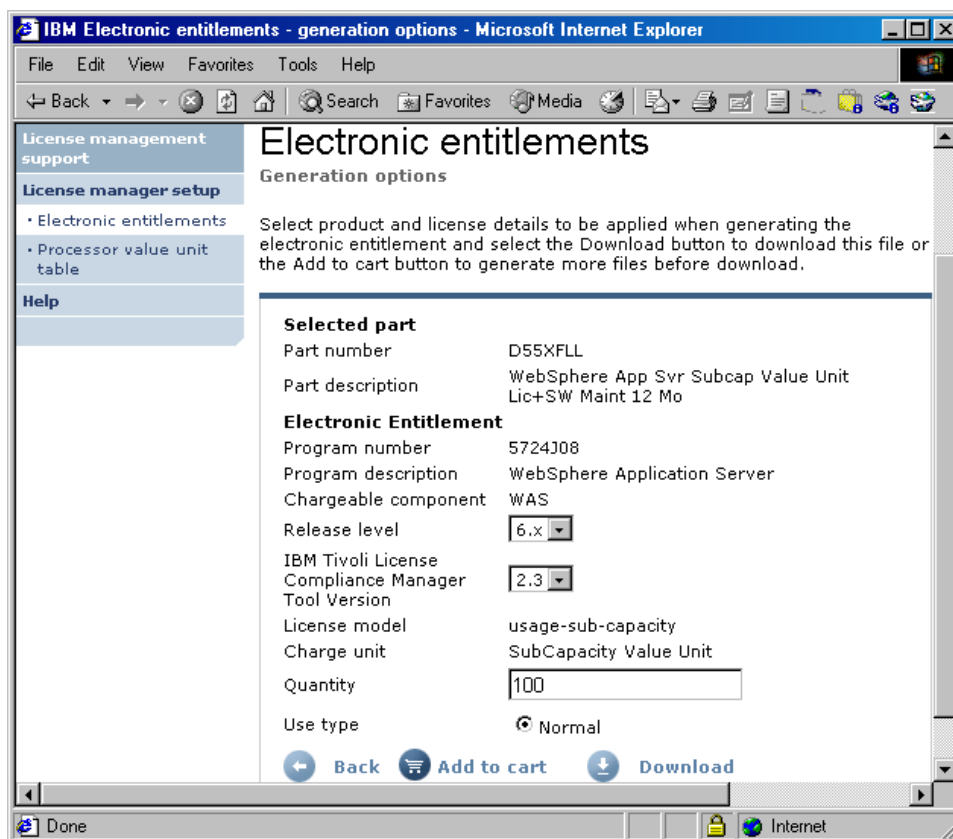 IBM Electronic entitlements - generation options - Microsoft Internet Explorer
File Edit View Favorites Tools Help
Back Search Favorites Media
License management
support
License manager setup
• Electronic entitlements
• Processor value unit
table
Help
Electronic entitlements
Generation options
Select product and license details to be applied when generating the
electronic entitlement and select the Download button to download this file or
the Add to cart button to generate more files before download.
Selected part
Part number D55XFLL
Part description WebSphere App Svr Subcap Value Unit
Lic+SW Maint 12 Mo
Electronic Entitlement
Program number 5724J08
Program description WebSphere Application Server
Chargeable component WAS
Release level 6.x
IBM Tivoli License
Compliance Manager
Tool Version 2.3
License model usage-sub-capacity
Charge unit SubCapacity Value Unit
Quantity 100
Use type Normal
Back Add to cart Download
Done Internet